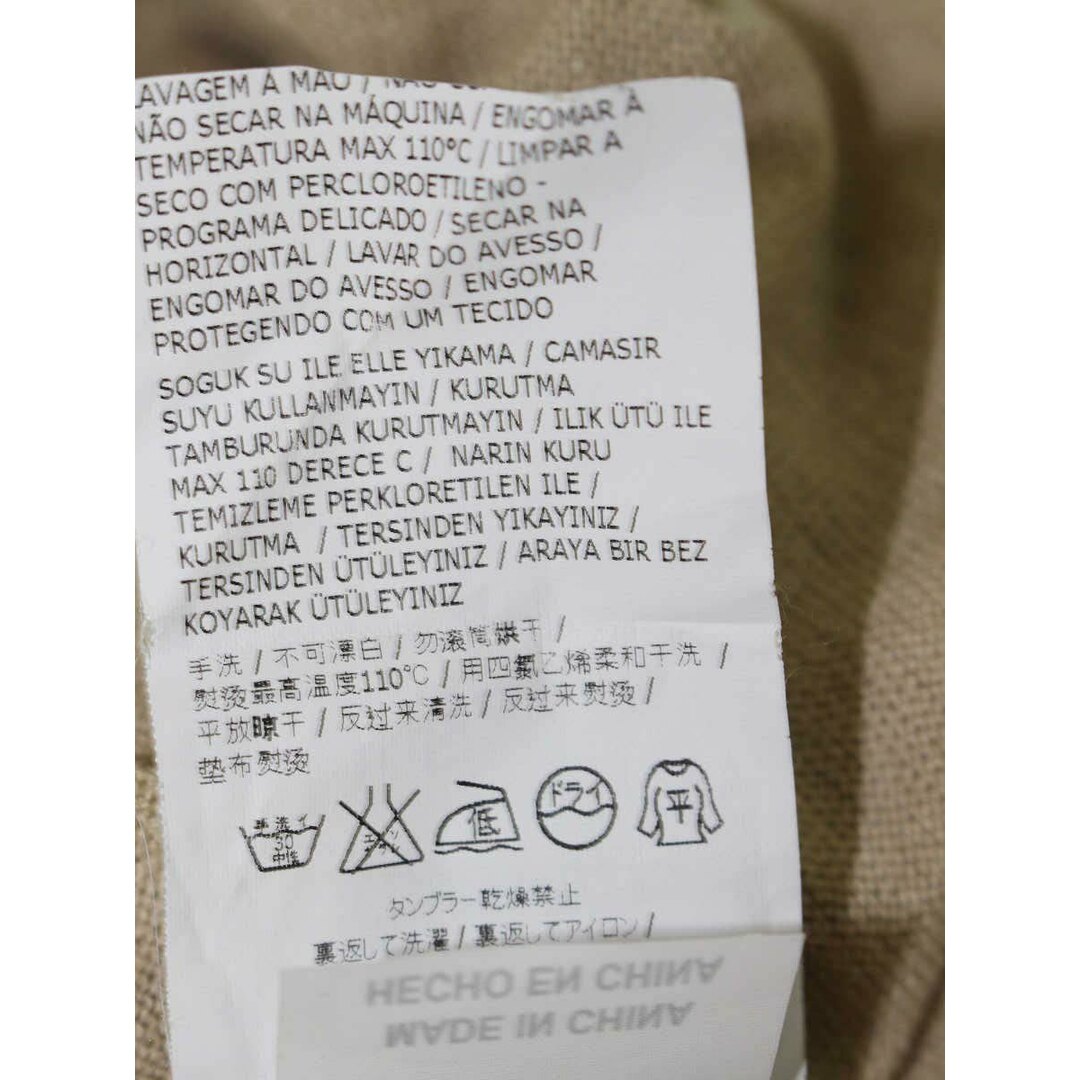 LAVAGEM À MÃO / NÃO
NÃO SECAR NA MÁQUINA / ENGOMAR À
TEMPERATURA MAX 110°C / LIMPAR A
SECO COM PERCLOROETILENO -
PROGRAMA DELICADO / SECAR NA
HORIZONTAL / LAVAR DO AVESSO /
ENGOMAR DO AVESSO / ENGOMAR
PROTEGENDO COM UM TECIDO
SOGUK SU ILE ELLE YIKAMA / CAMASIR
SUYU KULLANMAYIN / KURUTMA
TAMBURUNDA KURUTMAYIN / ILIK ÜTÜ ILE
MAX 110 DERECE C / NARIN KURU
TEMIZLEME PERKLORETILEN ILE /
KURUTMA / TERSINDEN YIKAYINIZ /
TERSINDEN ÜTÜLEYINIZ / ARAYA BIR BEZ
KOYARAK ÜTÜLEYINIZ
手洗 / 不可漂白 / 勿滚筒烘干 /
熨烫最高温度110°C / 用四氯乙烯柔和干洗 /
平放晾干 / 反过来清洗 / 反过来熨烫 /
垫布熨烫
手洗イ
30
中性
低
ドライ
平
タンブラー乾燥禁止
裏返して洗濯 / 裏返してアイロン /
HECHO EN CHINA
MADE IN CHINA